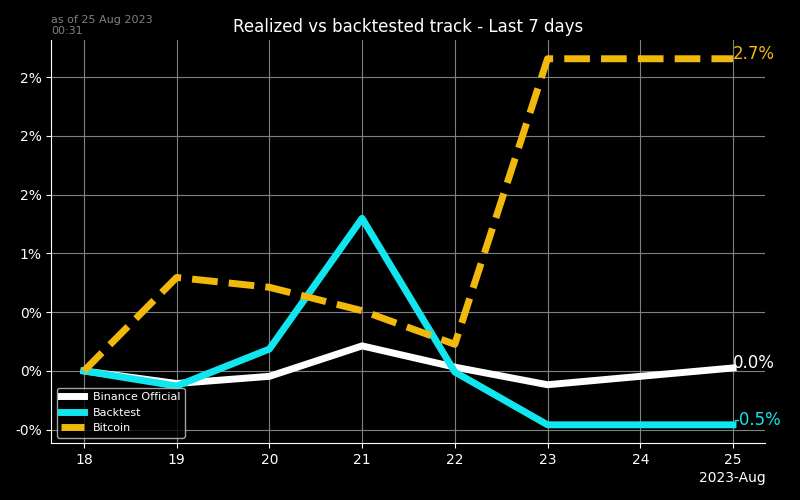 as of 25 Aug 2023
00:31
Realized vs backtested track - Last 7 days
2%
2%
2%
1%
0%
0%
-0%
2.7%
0.0%
-0.5%
Binance Official
Backtest
Bitcoin
18 19 20 21 22 23 24 25
2023-Aug